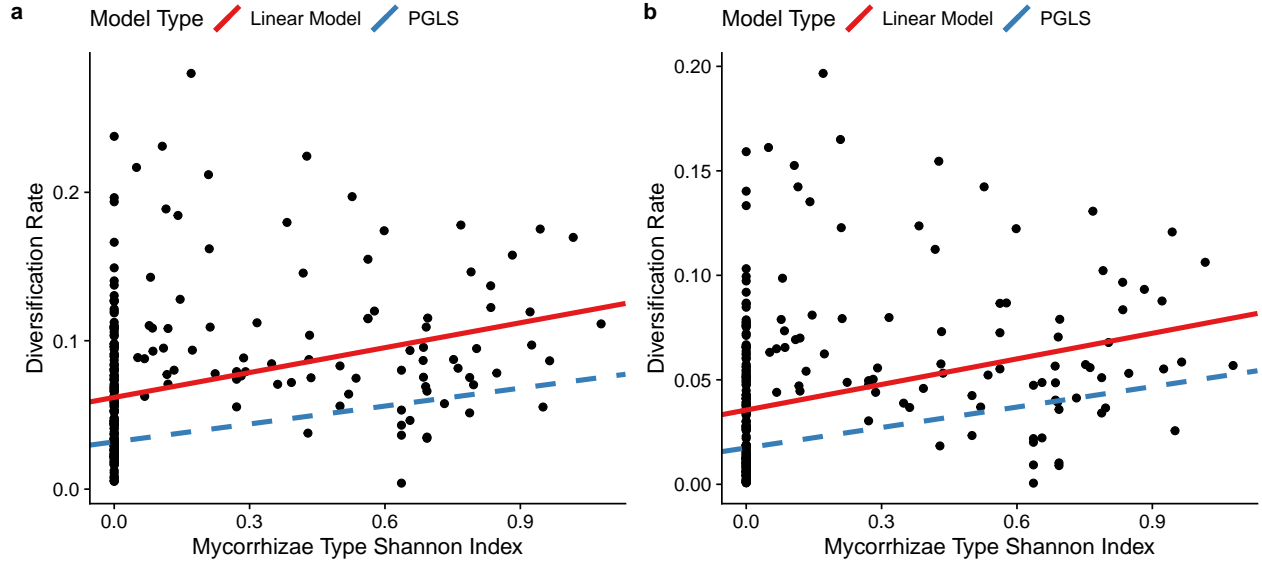 a
Model Type Linear Model PGLS
Diversification Rate
0.2
0.1
0.0
0.0 0.3 0.6 0.9
Mycorrhizae Type Shannon Index
b
Model Type Linear Model PGLS
Diversification Rate
0.20
0.15
0.10
0.05
0.00
0.0 0.3 0.6 0.9
Mycorrhizae Type Shannon Index